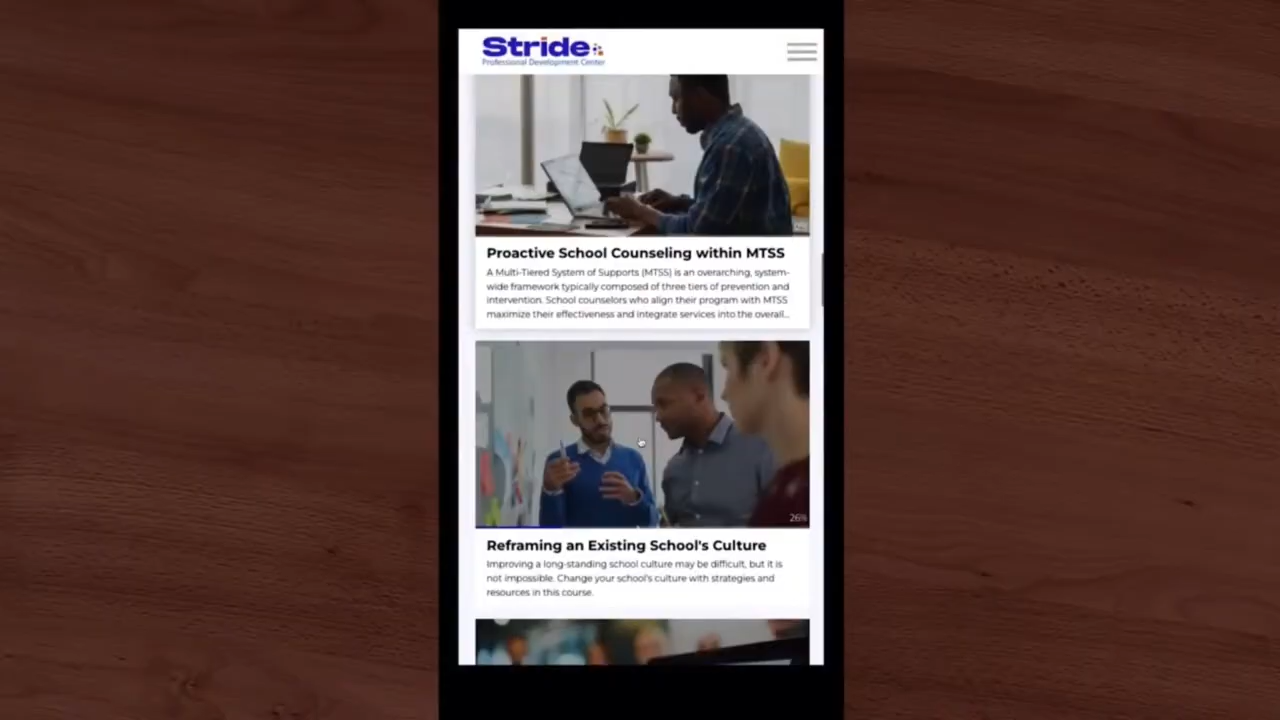 Stride
Professional Development Center
Proactive School Counseling within MTSS
A Multi-Tiered System of Supports (MTSS) is an overarching, system-
wide framework typically composed of three tiers of prevention and
intervention. School counselors who align their program with MTSS
maximize their effectiveness and integrate services into the overall...
26%
Reframing an Existing School's Culture
Improving a long-standing school culture may be difficult, but it is
not impossible. Change your school's culture with strategies and
resources in this course.